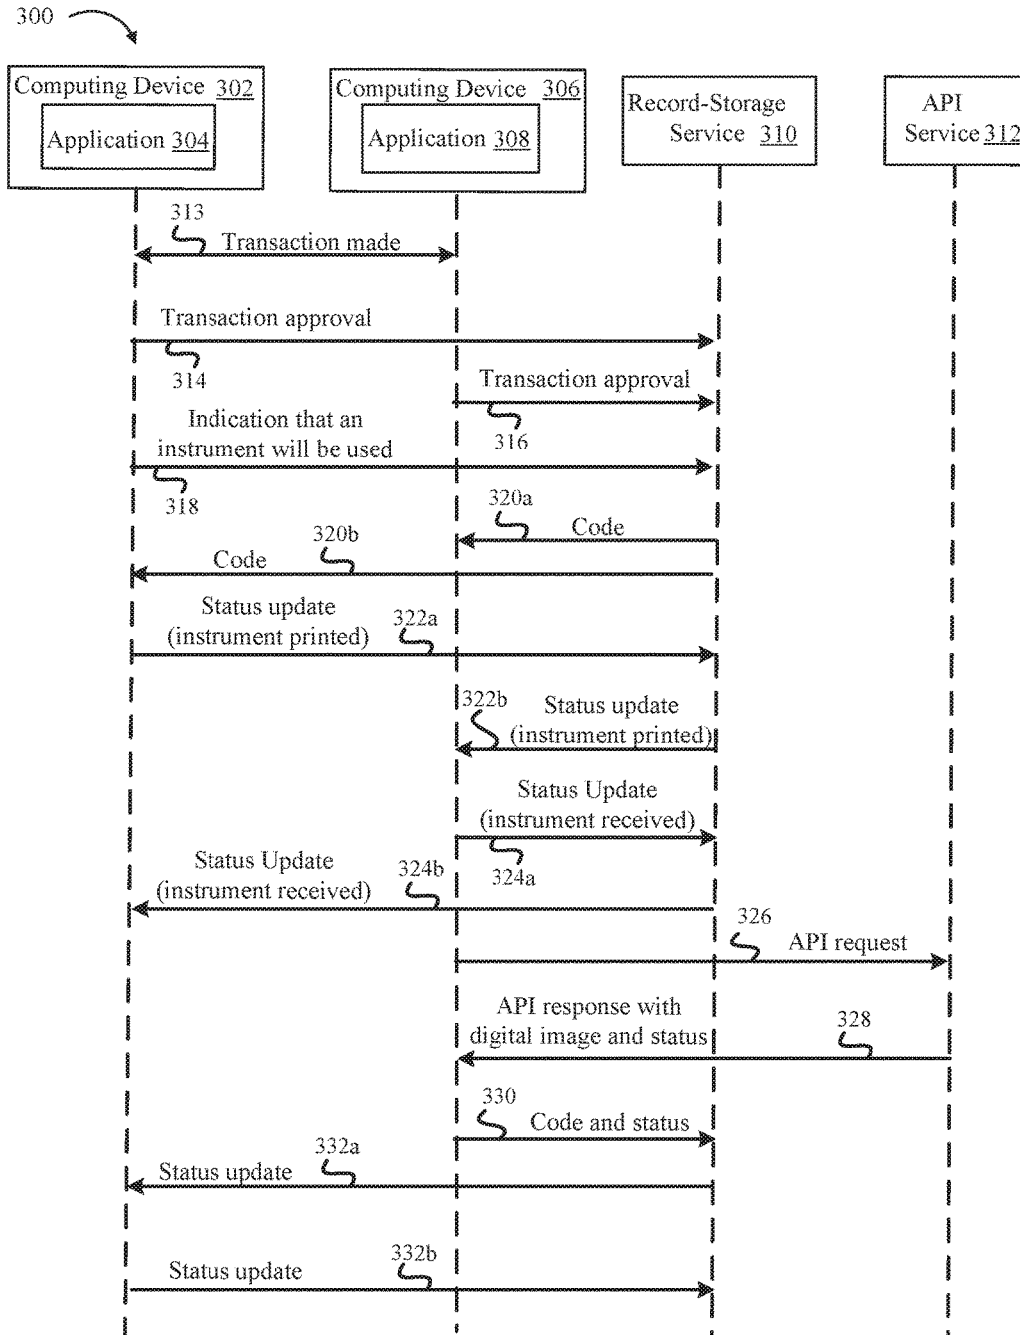 300
Computing Device 302
Application 304
Computing Device 306
Application 308
Record-Storage
Service 310
API
Service 312
313
Transaction made
Transaction approval
314
Transaction approval
316
Indication that an
instrument will be used
318
320a
Code
320b
Code
Status update
(instrument printed)
322a
322b
Status update
(instrument printed)
Status Update
(instrument received)
324a
Status Update
(instrument received)
324b
326
API request
API response with
digital image and status
328
330
Code and status
332a
Status update
332b
Status update